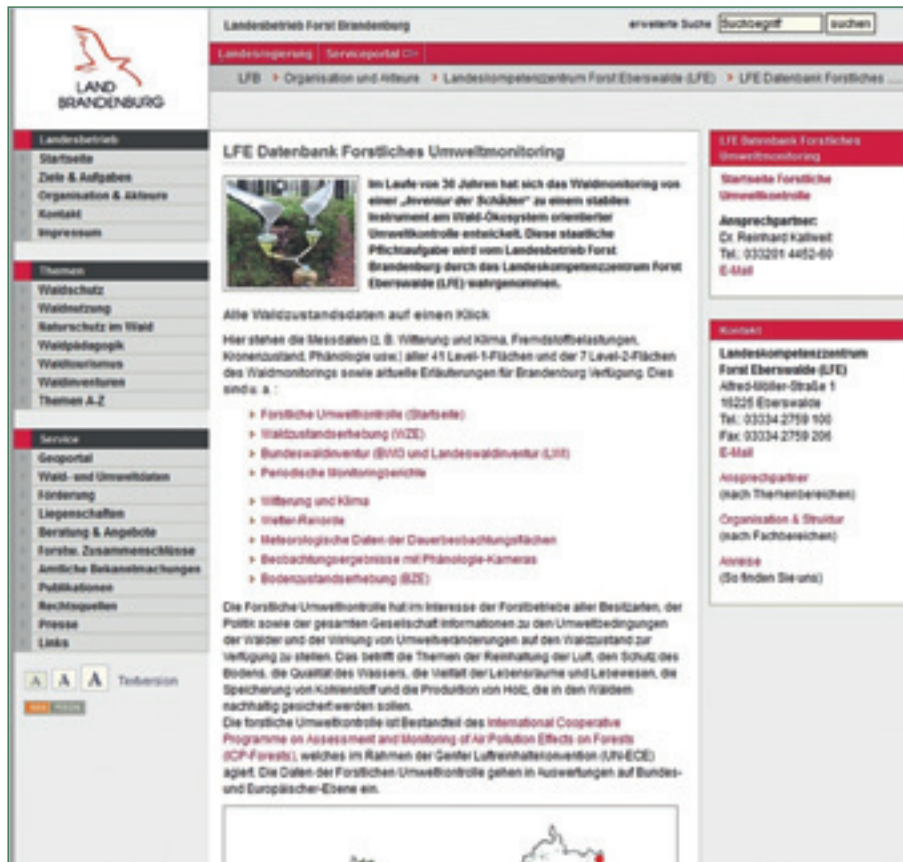 LAND
BRANDENBURG
Landesbetrieb Forst Brandenburg
erweiterte Suche Suchbegriff suchen
Landesregierung Serviceportal
LFB Organisation und Akteure Landeskompetenzzentrum Forst Eberswalde (LFE) LFE Datenbank Forstliches ....
Landesbetrieb
Startseite
Ziele & Aufgaben
Organisation & Akteure
Kontakt
Impressum
Themen
Waldschutz
Waldnutzung
Naturschutz im Wald
Waldpädagogik
Waldtourismus
Waldinventuren
Themen A-Z
Service
Geoportal
Wald- und Umweltdaten
Förderung
Liegenschaften
Beratung & Angebote
Forstw. Zusammenschlüsse
Amtliche Bekanntmachungen
Publikationen
Rechtsquellen
Presse
Links
A A A Textversion
LFE Datenbank Forstliches Umweltmonitoring
Im Laufe von 30 Jahren hat sich das Waldmonitoring von
einer „Inventur der Schäden“ zu einem stabilen
Instrument am Wald-Ökosystem orientierter
Umweltkontrolle entwickelt. Diese staatliche
Pflichtaufgabe wird vom Landesbetrieb Forst
Brandenburg durch das Landeskompetenzzentrum Forst
Eberswalde (LFE) wahrgenommen.
Alle Waldzustandsdaten auf einen Klick
Hier stehen die Messdaten (z. B. Witterung und Klima, Fremdstoffbelastungen,
Kronenzustand, Phänologie usw.) aller 41 Level-1-Flächen und der 7 Level-2-Flächen
des Waldmonitorings sowie aktuelle Erläuterungen für Brandenburg Verfügung. Dies
sind u. a. :
Forstliche Umweltkontrolle (Startseite)
Waldzustandserhebung (WZE)
Bundeswaldinventur (BWI) und Landeswaldinventur (LWI)
Periodische Monitoringberichte
Witterung und Klima
Wetter-Rekorde
Meteorologische Daten der Dauerbeobachtungsflächen
Beobachtungsergebnisse mit Phänologie-Kameras
Bodenzustandserhebung (BZE)
Die Forstliche Umweltkontrolle hat im Interesse der Forstbetriebe aller Besitzarten, der
Politik sowie der gesamten Gesellschaft Informationen zu den Umweltbedingungen
der Wälder und der Wirkung von Umweltveränderungen auf den Waldzustand zur
Verfügung zu stellen. Das betrifft die Themen der Reinhaltung der Luft, den Schutz des
Bodens, die Qualität des Wassers, die Vielfalt der Lebensräume und Lebewesen, die
Speicherung von Kohlenstoff und die Produktion von Holz, die in den Wäldern
nachhaltig gesichert werden sollen.
Die forstliche Umweltkontrolle ist Bestandteil des International Cooperative
Programme on Assessment and Monitoring of Air Pollution Effects on Forests
(ICP-Forests), welches im Rahmen der Genfer Luftreinhaltekonvention (UN-ECE)
agiert. Die Daten der Forstlichen Umweltkontrolle gehen in Auswertungen auf Bundes-
und Europäischer-Ebene ein.
LFE Datenbank Forstliches
Umweltmonitoring
Startseite Forstliche
Umweltkontrolle
Ansprechpartner:
Dr. Reinhard Kallweit
Tel.: 033201 4452-60
E-Mail
Kontakt
Landeskompetenzzentrum
Forst Eberswalde (LFE)
Alfred-Möller-Straße 1
16225 Eberswalde
Tel.: 03334 2759 100
Fax: 03334 2759 206
E-Mail
Ansprechpartner
(nach Themenbereichen)
Organisation & Struktur
(nach Fachbereichen)
Anreise
(So finden Sie uns)